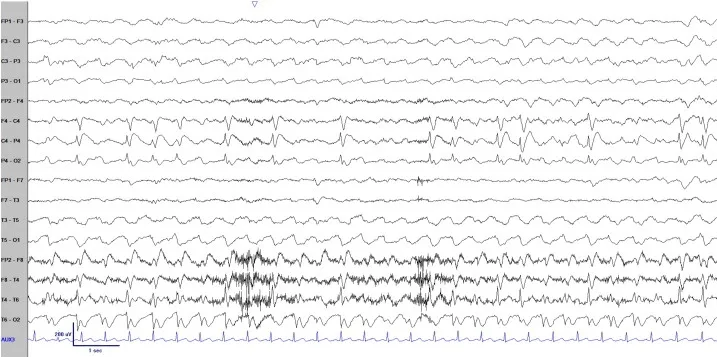 FP1 - F3
F3 - C3
C3 - P3
P3 - O1
FP2 - F4
F4 - C4
C4 - P4
P4 - O2
FP1 - F7
F7 - T3
T3 - T5
T5 - O1
FP2 - F8
F8 - T4
T4 - T6
T6 - O2
200 uV
AUX3
1 sec